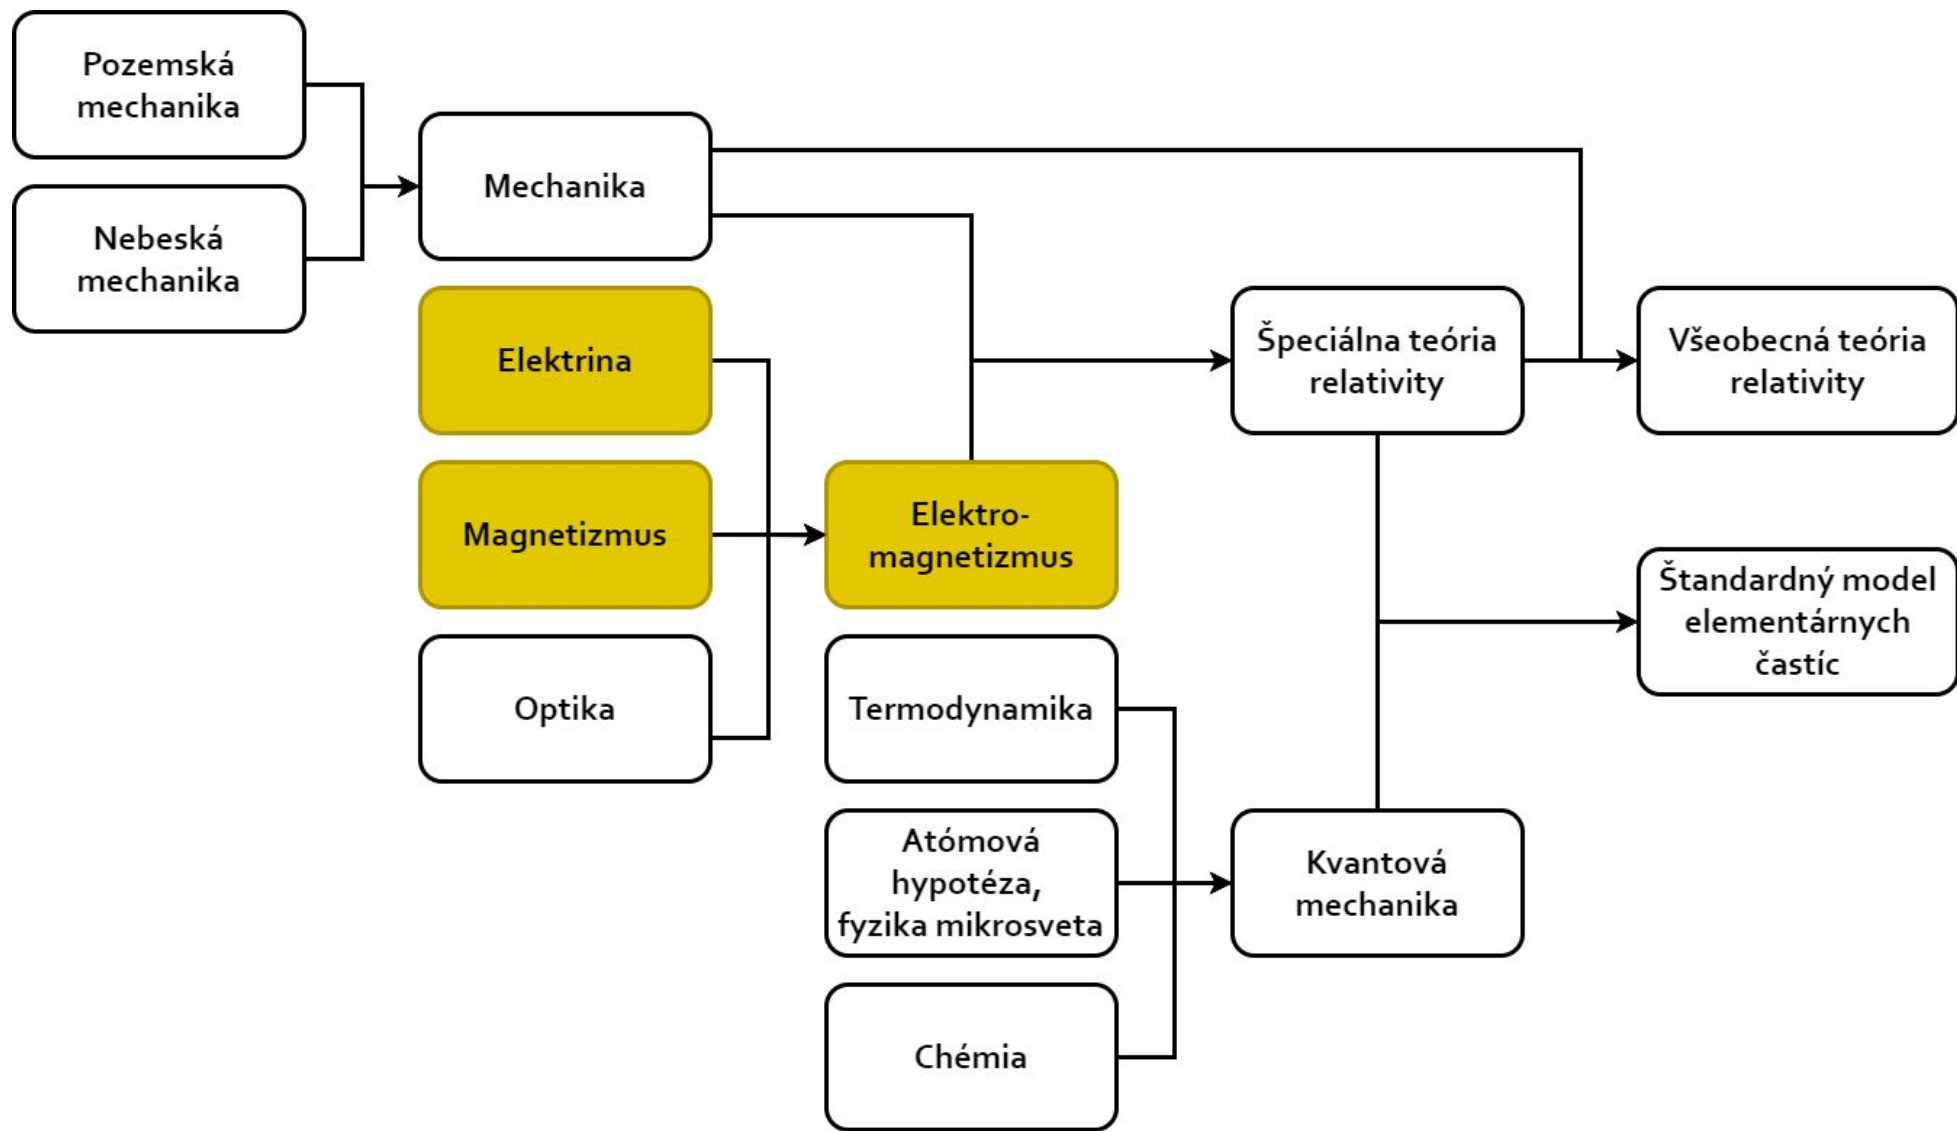 Pozemská
mechanika
Nebeská
mechanika
Mechanika
Elektrina
Magnetizmus
Optika
Elektro-
magnetizmus
Termodynamika
Atómová
hypotéza,
fyzika mikrosveta
Chémia
Špeciálna teória
relativity
Kvantová
mechanika
Všeobecná teória
relativity
Štandardný model
elementárnych
častíc